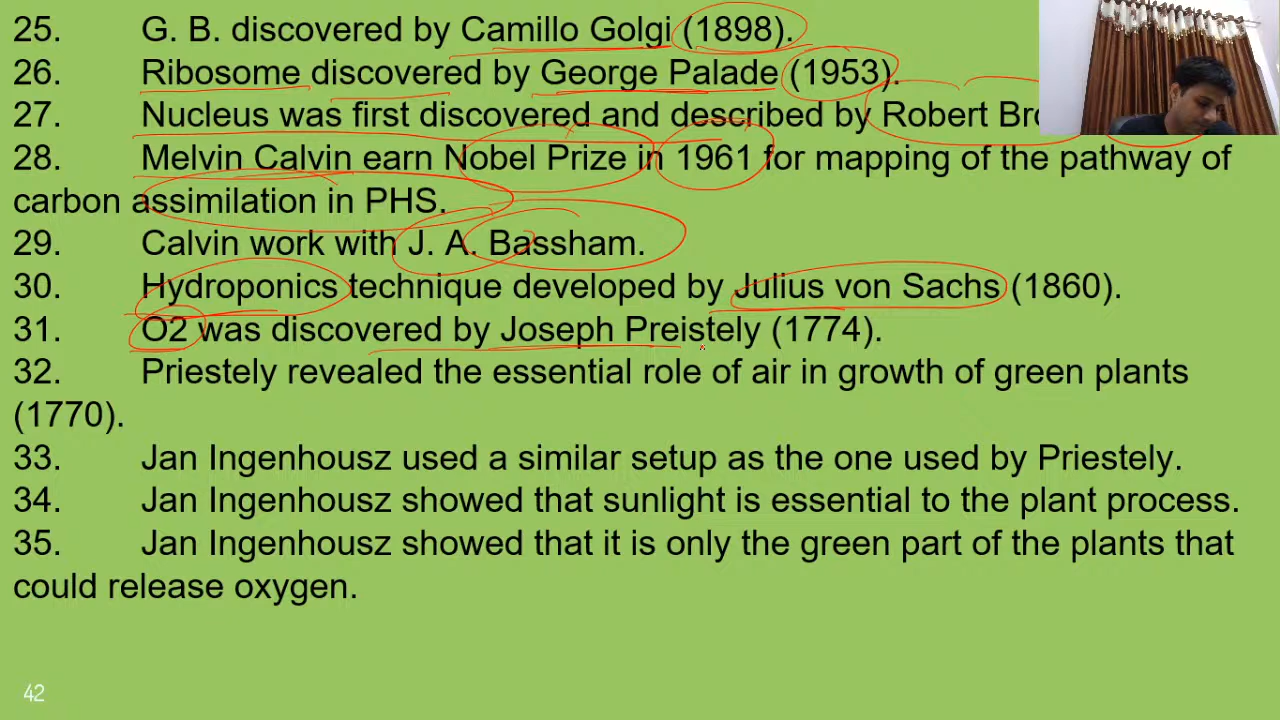 25. G. B. discovered by Camillo Golgi (1898).
26. Ribosome discovered by George Palade (1953).
27. Nucleus was first discovered and described by Robert
28. Melvin Calvin earn Nobel Prize in 1961 for mapping of the pathway of
carbon assimilation in PHS.
29. Calvin work with J. A. Bassham.
30. Hydroponics technique developed by Julius von Sachs (1860).
31. O2 was discovered by Joseph Preistely (1774).
32. Priestely revealed the essential role of air in growth of green plants
(1770).
33. Jan Ingenhousz used a similar setup as the one used by Priestely.
34. Jan Ingenhousz showed that sunlight is essential to the plant process.
35. Jan Ingenhousz showed that it is only the green part of the plants that
could release oxygen.
42